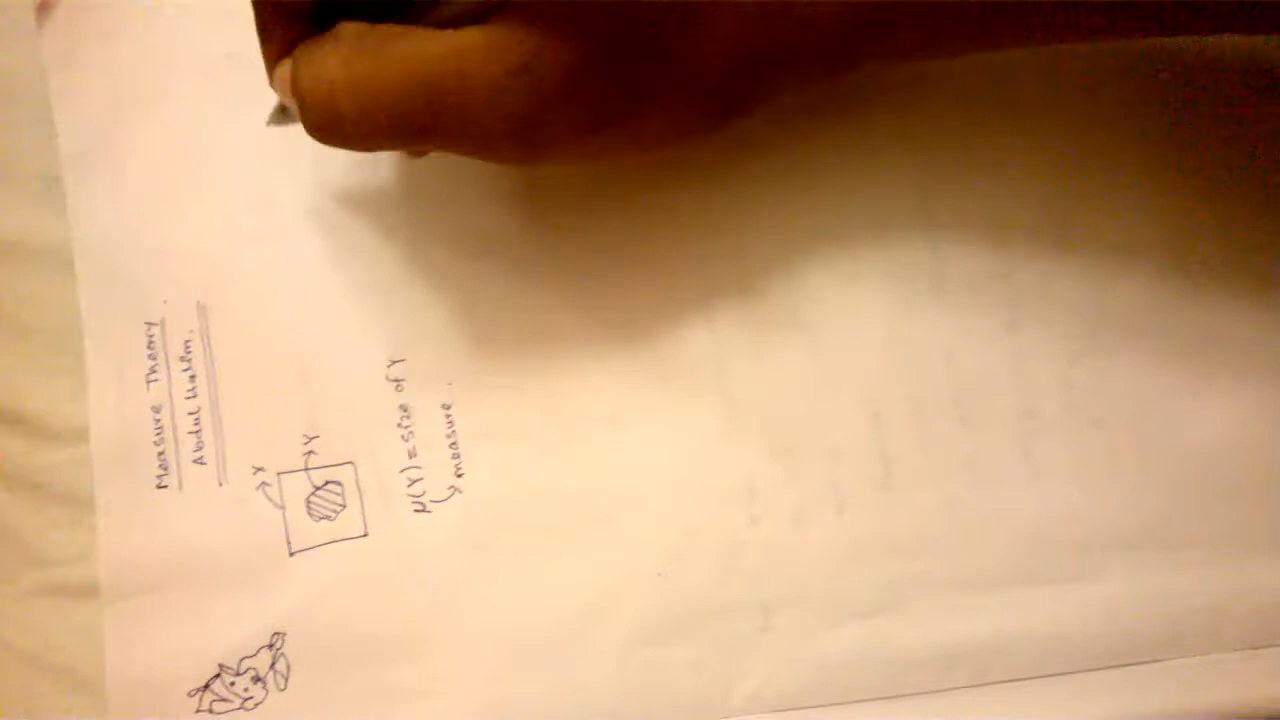 Measure Theory.
Abdul Halim.
X
Y
μ(Y) = size of Y
measure.